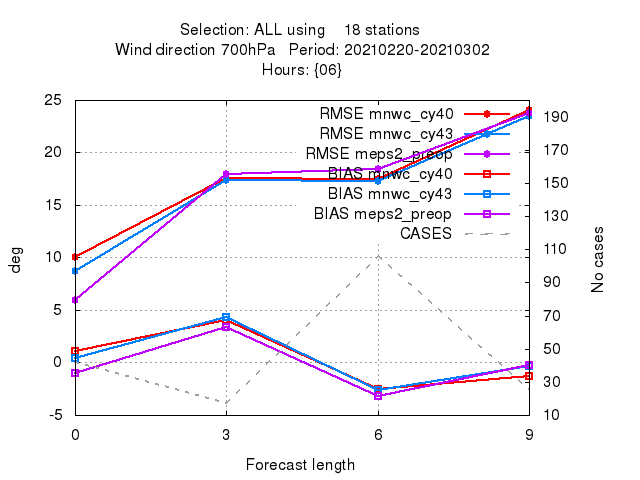 Selection: ALL using 18 stations
Wind direction 700hPa Period: 20210220-20210302
Hours: {06}
25
20
15
10
5
0
-5
deg
RMSE mnwc_cy40
RMSE mnwc_cy43
RMSE meps2_preop
BIAS mnwc_cy40
BIAS mnwc_cy43
BIAS meps2_preop
CASES
190
170
150
130
110
90
70
50
30
10
No cases
0 3 6 9
Forecast length